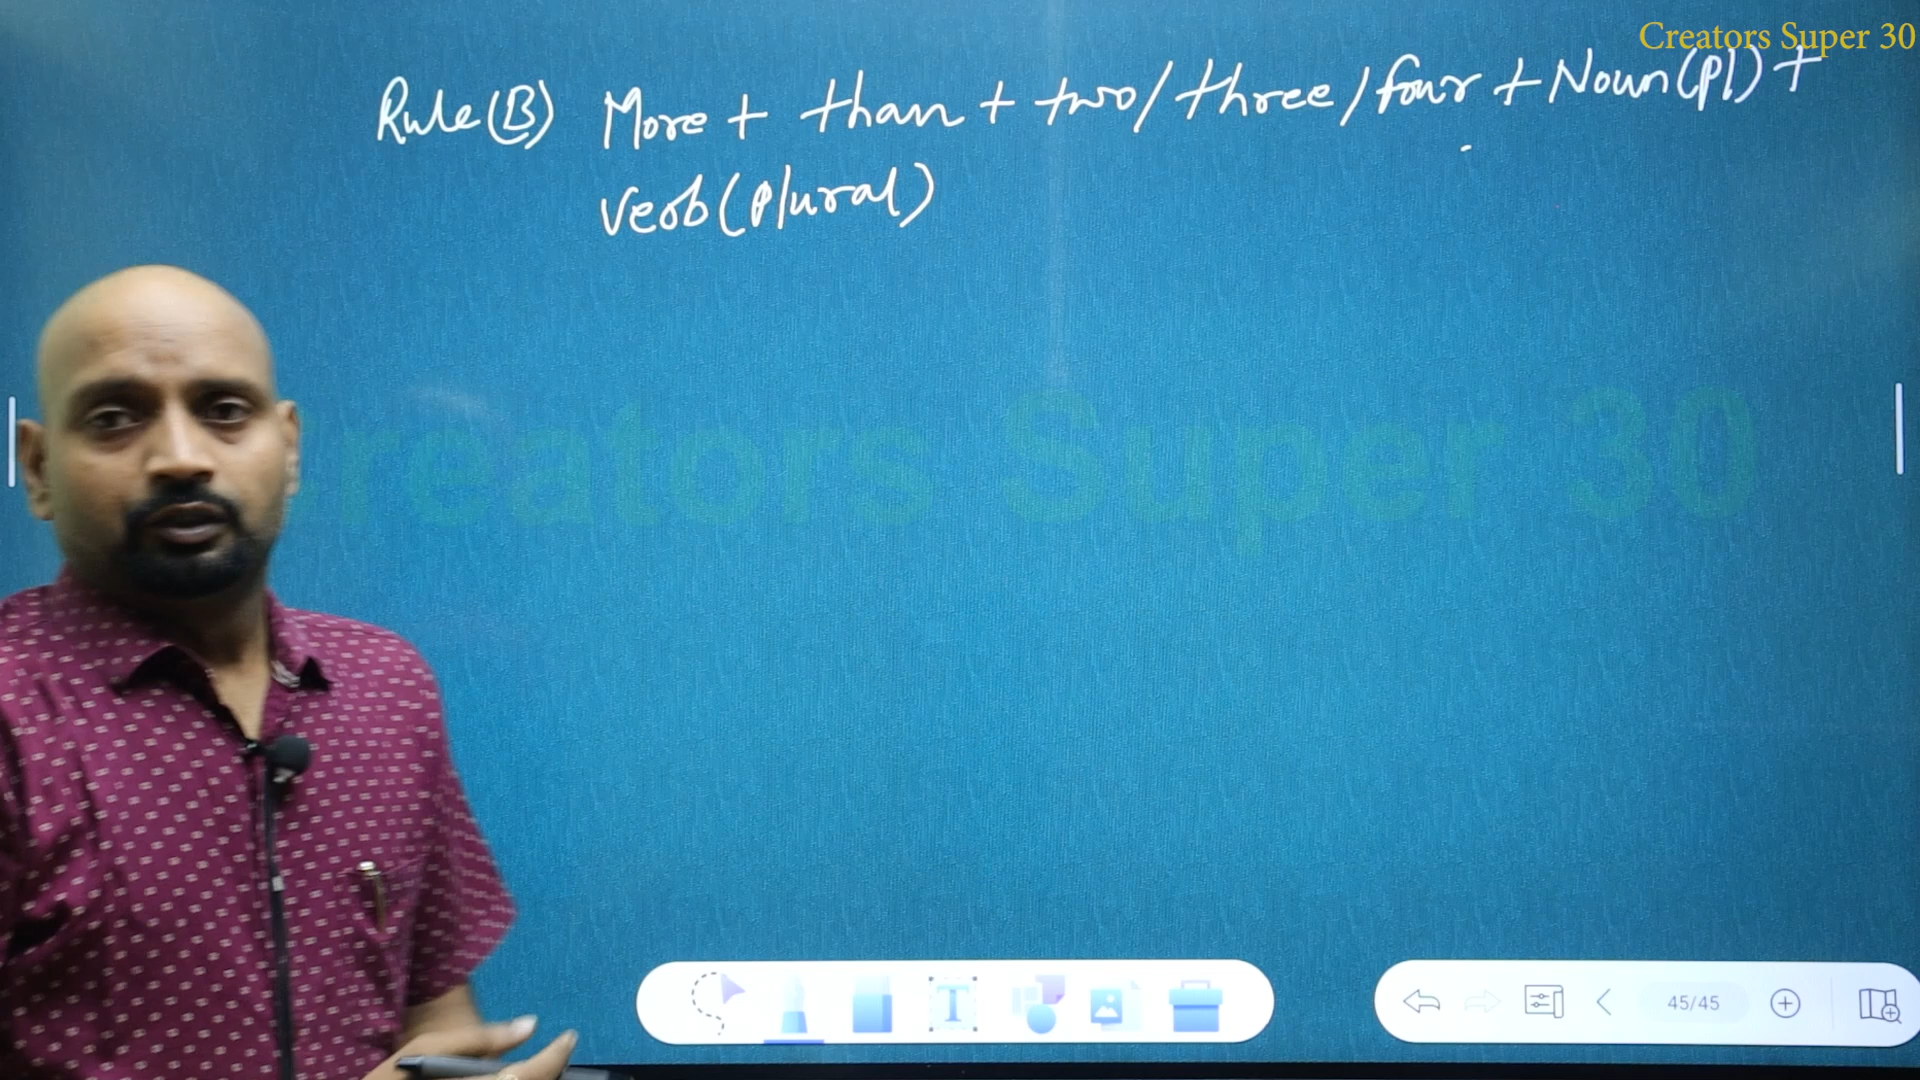 Creators Super 30
Rule(B) More + than + two/three/four + Noun(Pl) +
Verb(Plural)
Creators Super 30
T
45/45